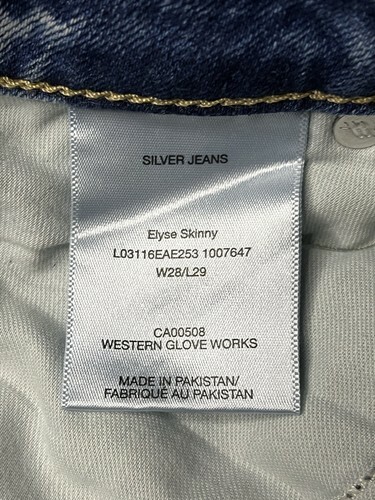 SILVER JEANS
Elyse Skinny
L03116EAE253 1007647
W28/L29
CA00508
WESTERN GLOVE WORKS
MADE IN PAKISTAN/
FABRIQUÉ AU PAKISTAN